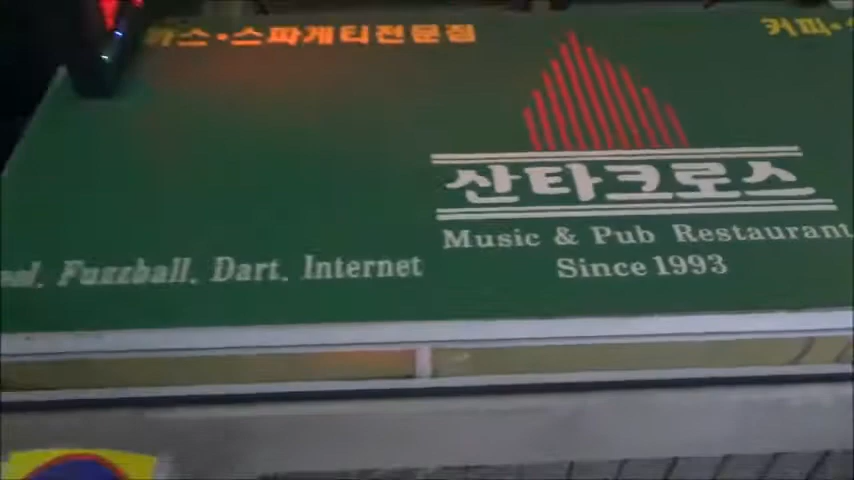 스파게티전문점
커피
산타크로스
Music & Pub Restaurant
Fuzzball, Dart, Internet
Since 1993